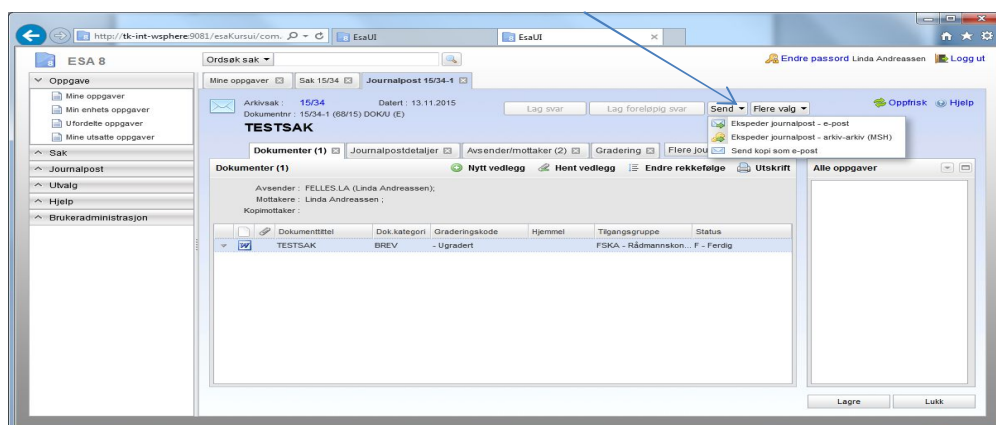 http://tk-int-wsphere:9081/esaKursui/com.
EsaUI
EsaUI
ESA 8
Ordsøk sak
Endre passord Linda Andreassen
Logg ut
Oppgave
Mine oppgaver
Min enhets oppgaver
Ufordelte oppgaver
Mine utsatte oppgaver
Sak
Journalpost
Utvalg
Hjelp
Brukeradministrasjon
Mine oppgaver
Sak 15/34
Journalpost 15/34-1
Arkivsak : 15/34 Datert : 13.11.2015
Dokumentnr : 15/34-1 (68/15) DOK/U (E)
TESTSAK
Lag svar
Lag foreløpig svar
Send
Flere valg
Oppfrisk
Hjelp
Ekspeder journalpost - e-post
Ekspeder journalpost - arkiv-arkiv (MSH)
Send kopi som e-post
Dokumenter (1)
Journalpostdetaljer
Avsender/mottaker (2)
Gradering
Flere jou
Dokumenter (1)
Nytt vedlegg
Hent vedlegg
Endre rekkefølge
Utskrift
Alle oppgaver
Avsender : FELLES.LA (Linda Andreassen);
Mottakere : Linda Andreassen ;
Kopimottaker :
Dokumenttittel Dok.kategori Graderingskode Hjemmel Tilgangsgruppe Status
TESTSAK BREV - Ugradert FSKA - Rådmannskon... F - Ferdig
Lagre
Lukk